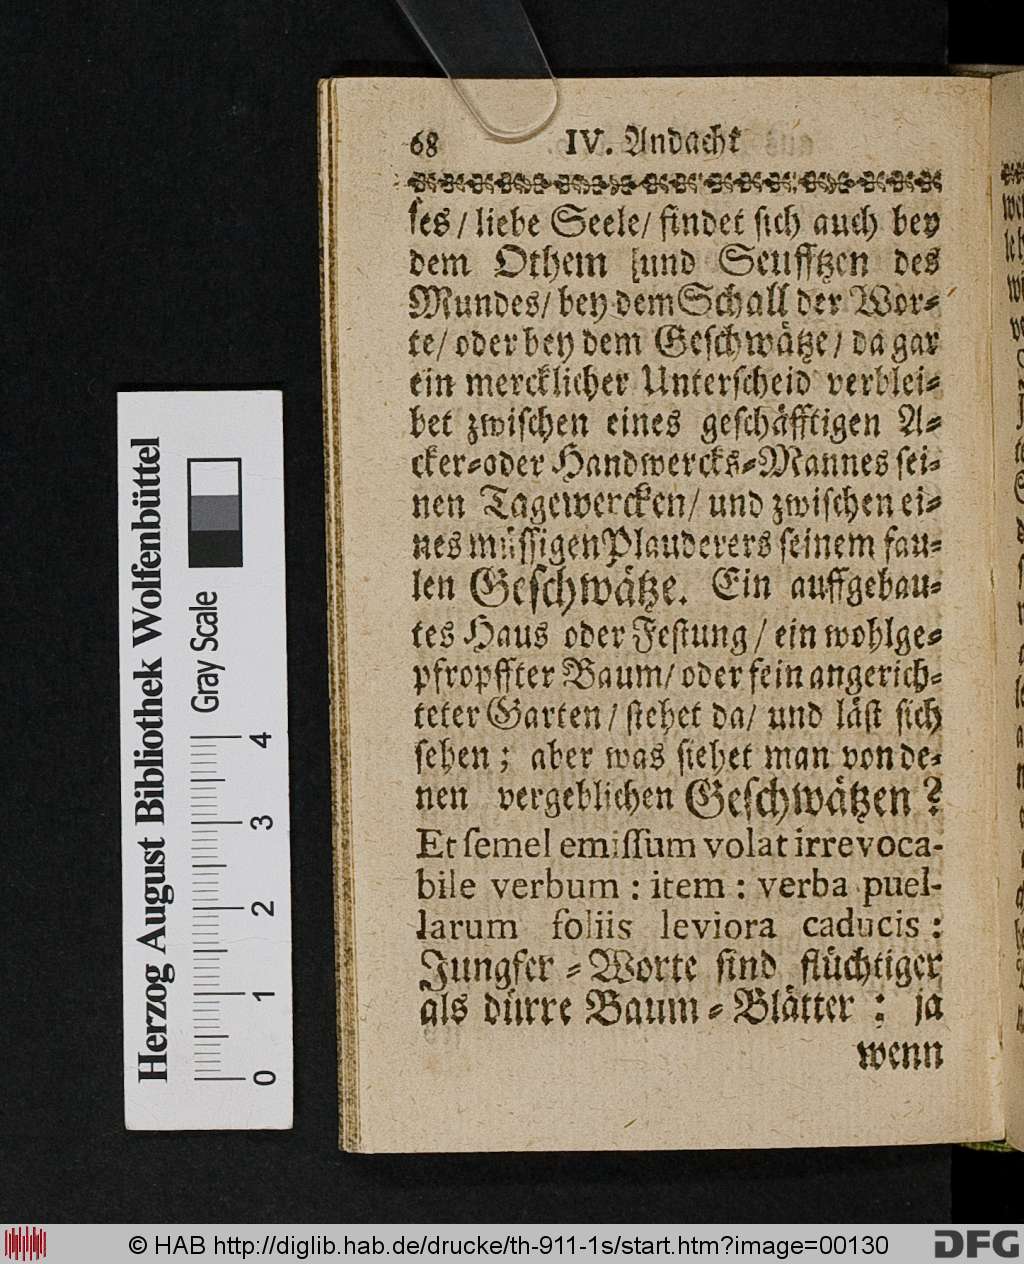 68 IV. Andacht
ses / liebe Seele / findet sich auch bey
dem Othem und Seufftzen des
Mundes / bey dem Schall der Wor⸗
te / oder bey dem Geschwätze / da gar
ein mercklicher Unterscheid verblei⸗
bet zwischen eines geschäfftigen A⸗
cker⸗oder Handwercks⸗Mannes sei⸗
nen Tagewercken / und zwischen ei⸗
nes müssigen Plauderers seinem fau⸗
len Geschwätze. Ein auffgebau⸗
tes Haus oder Festung / ein wohlge⸗
pfropffter Baum / oder fein angerich⸗
teter Garten / stehet da / und läst sich
sehen ; aber was siehet man von de⸗
nen vergeblichen Geschwätzen ?
Et semel emissum volat irrevoca-
bile verbum : item : verba puel-
larum foliis leviora caducis :
Jungfer ⸗ Worte sind flüchtiger
als dürre Baum ⸗ Blätter ; ja
wenn
Herzog August Bibliothek Wolfenbüttel
Gray Scale
0 1 2 3 4
© HAB http://diglib.hab.de/drucke/th-911-1s/start.htm?image=00130
DFG